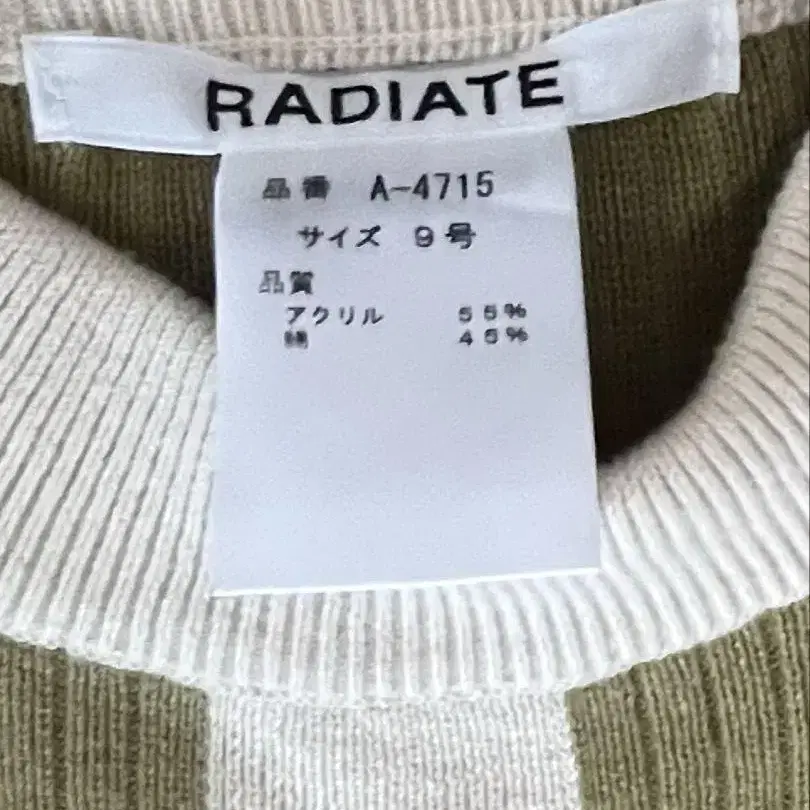 RADIATE
品番 A-4715
サイズ 9号
品質
アクリル 55%
綿 45%